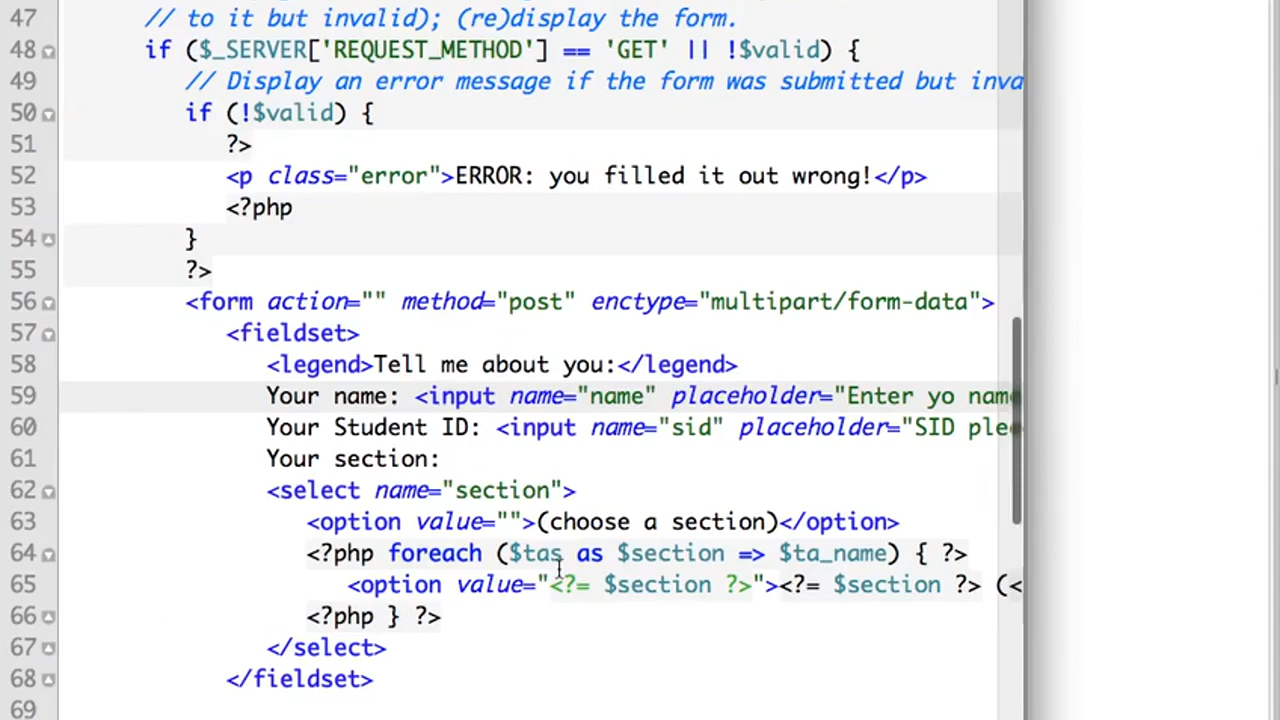 47 // to it but invalid); (re)display the form.
48 if ($_SERVER['REQUEST_METHOD'] == 'GET' || !$valid) {
49 // Display an error message if the form was submitted but inva
50 if (!$valid) {
51 ?>
52 <p class="error">ERROR: you filled it out wrong!</p>
53 <?php
54 }
55 ?>
56 <form action="" method="post" enctype="multipart/form-data">
57 <fieldset>
58 <legend>Tell me about you:</legend>
59 Your name: <input name="name" placeholder="Enter yo nam
60 Your Student ID: <input name="sid" placeholder="SID ple
61 Your section:
62 <select name="section">
63 <option value="">(choose a section)</option>
64 <?php foreach ($tas as $section => $ta_name) { ?>
65 <option value="<?= $section ?>"><?= $section ?> (<
66 <?php } ?>
67 </select>
68 </fieldset>
69